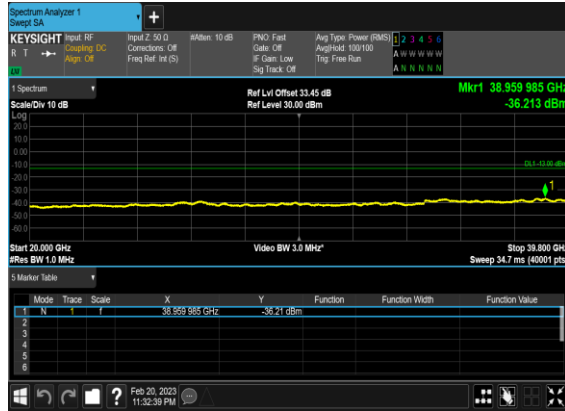 Spectrum Analyzer 1
Swept SA
+
KEYSIGHT Input: RF Input Z: 50 Ω #Atten: 10 dB PNO: Fast Avg Type: Power (RMS) 1 2 3 4 5 6
R T Coupling: DC Corrections: Off Gate: Off Avg|Hold: 100/100 A W W W W W
Align: Off Freq Ref: Int (S) IF Gain: Low Trig: Free Run
Sig Track: Off A N N N N N
1 Spectrum
Ref Lvl Offset 33.45 dB
Mkr1 38.959 985 GHz
Scale/Div 10 dB Ref Level 30.00 dBm -36.213 dBm
Log
20.0
10.0
0.00
-10.0
DL1 -13.00 dBm
-20.0
1
-30.0
-40.0
-50.0
-60.0
Start 20.000 GHz Video BW 3.0 MHz* Stop 39.800 GHz
#Res BW 1.0 MHz Sweep 34.7 ms (40001 pts)
5 Marker Table
Mode Trace Scale X Y Function Function Width Function Value
1 N 1 f 38.959 985 GHz -36.21 dBm
2
3
4
5
6
? Feb 20, 2023
11:32:39 PM